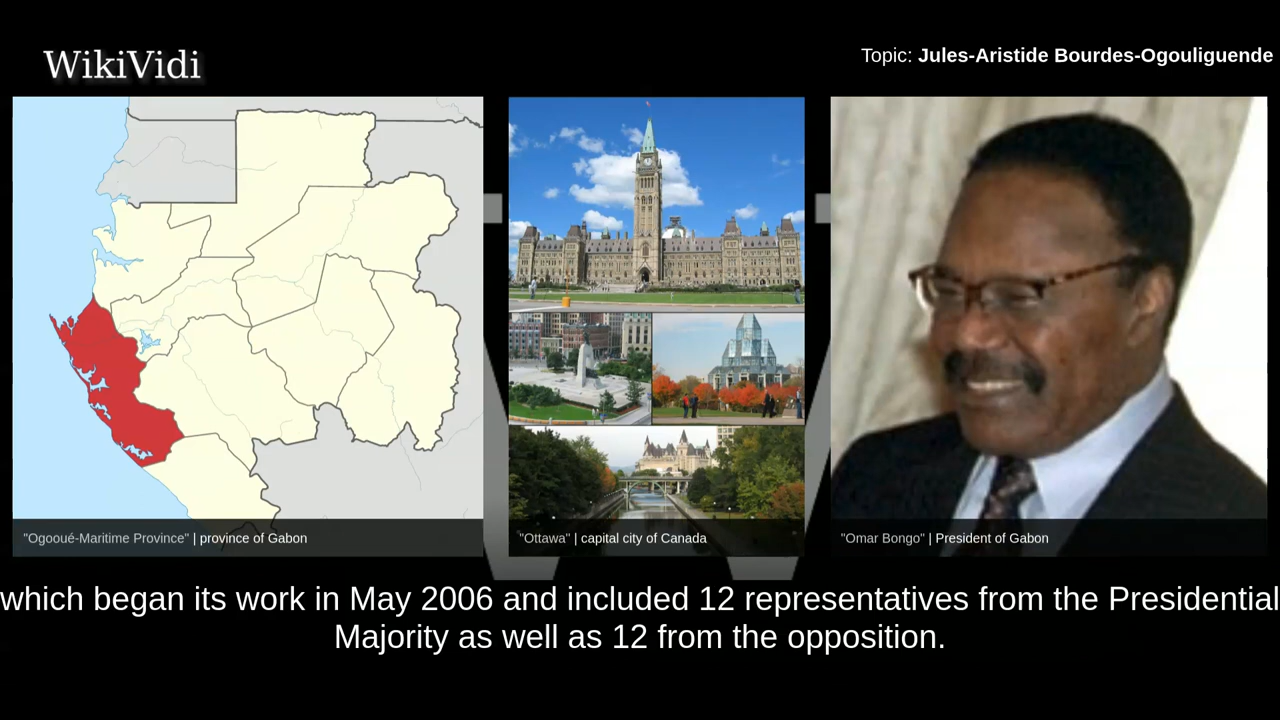 WikiVidi
Topic: Jules-Aristide Bourdes-Ogouliguende
"Ogooué-Maritime Province" | province of Gabon
"Ottawa" | capital city of Canada
"Omar Bongo" | President of Gabon
which began its work in May 2006 and included 12 representatives from the Presidential
Majority as well as 12 from the opposition.